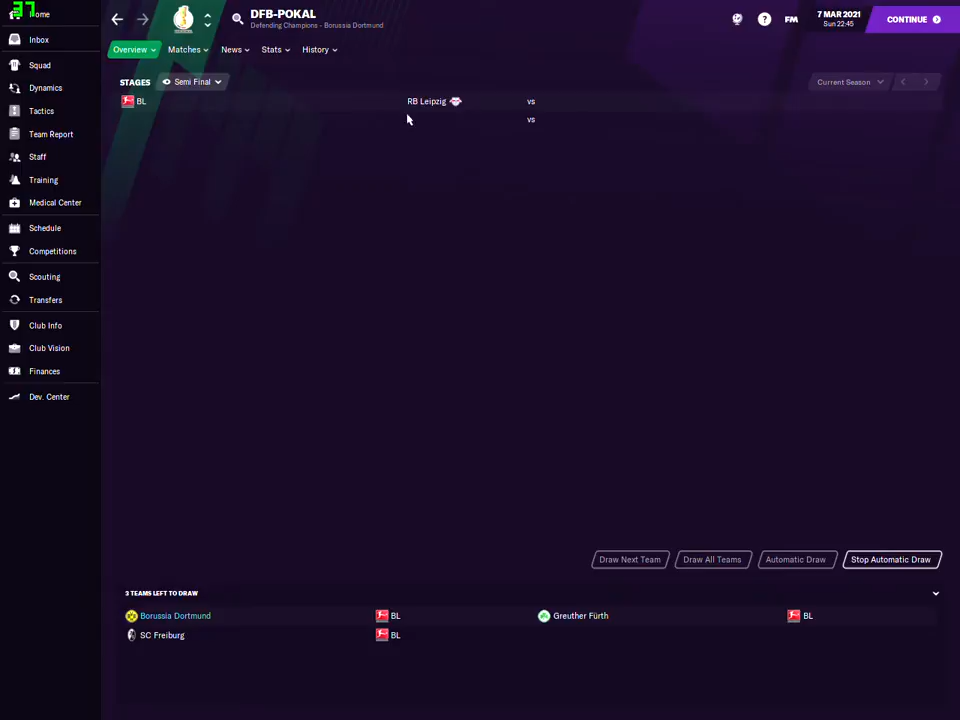 37
Home
DFB-POKAL
Defending Champions - Borussia Dortmund
FM
7 MAR 2021
Sun 22:45
CONTINUE
Inbox
Squad
Dynamics
Tactics
Team Report
Staff
Training
Medical Center
Schedule
Competitions
Scouting
Transfers
Club Info
Club Vision
Finances
Dev. Center
Overview
Matches
News
Stats
History
STAGES
Semi Final
Current Season
BL RB Leipzig vs
vs
Draw Next Team
Draw All Teams
Automatic Draw
Stop Automatic Draw
3 TEAMS LEFT TO DRAW
Borussia Dortmund BL Greuther Fürth BL
SC Freiburg BL